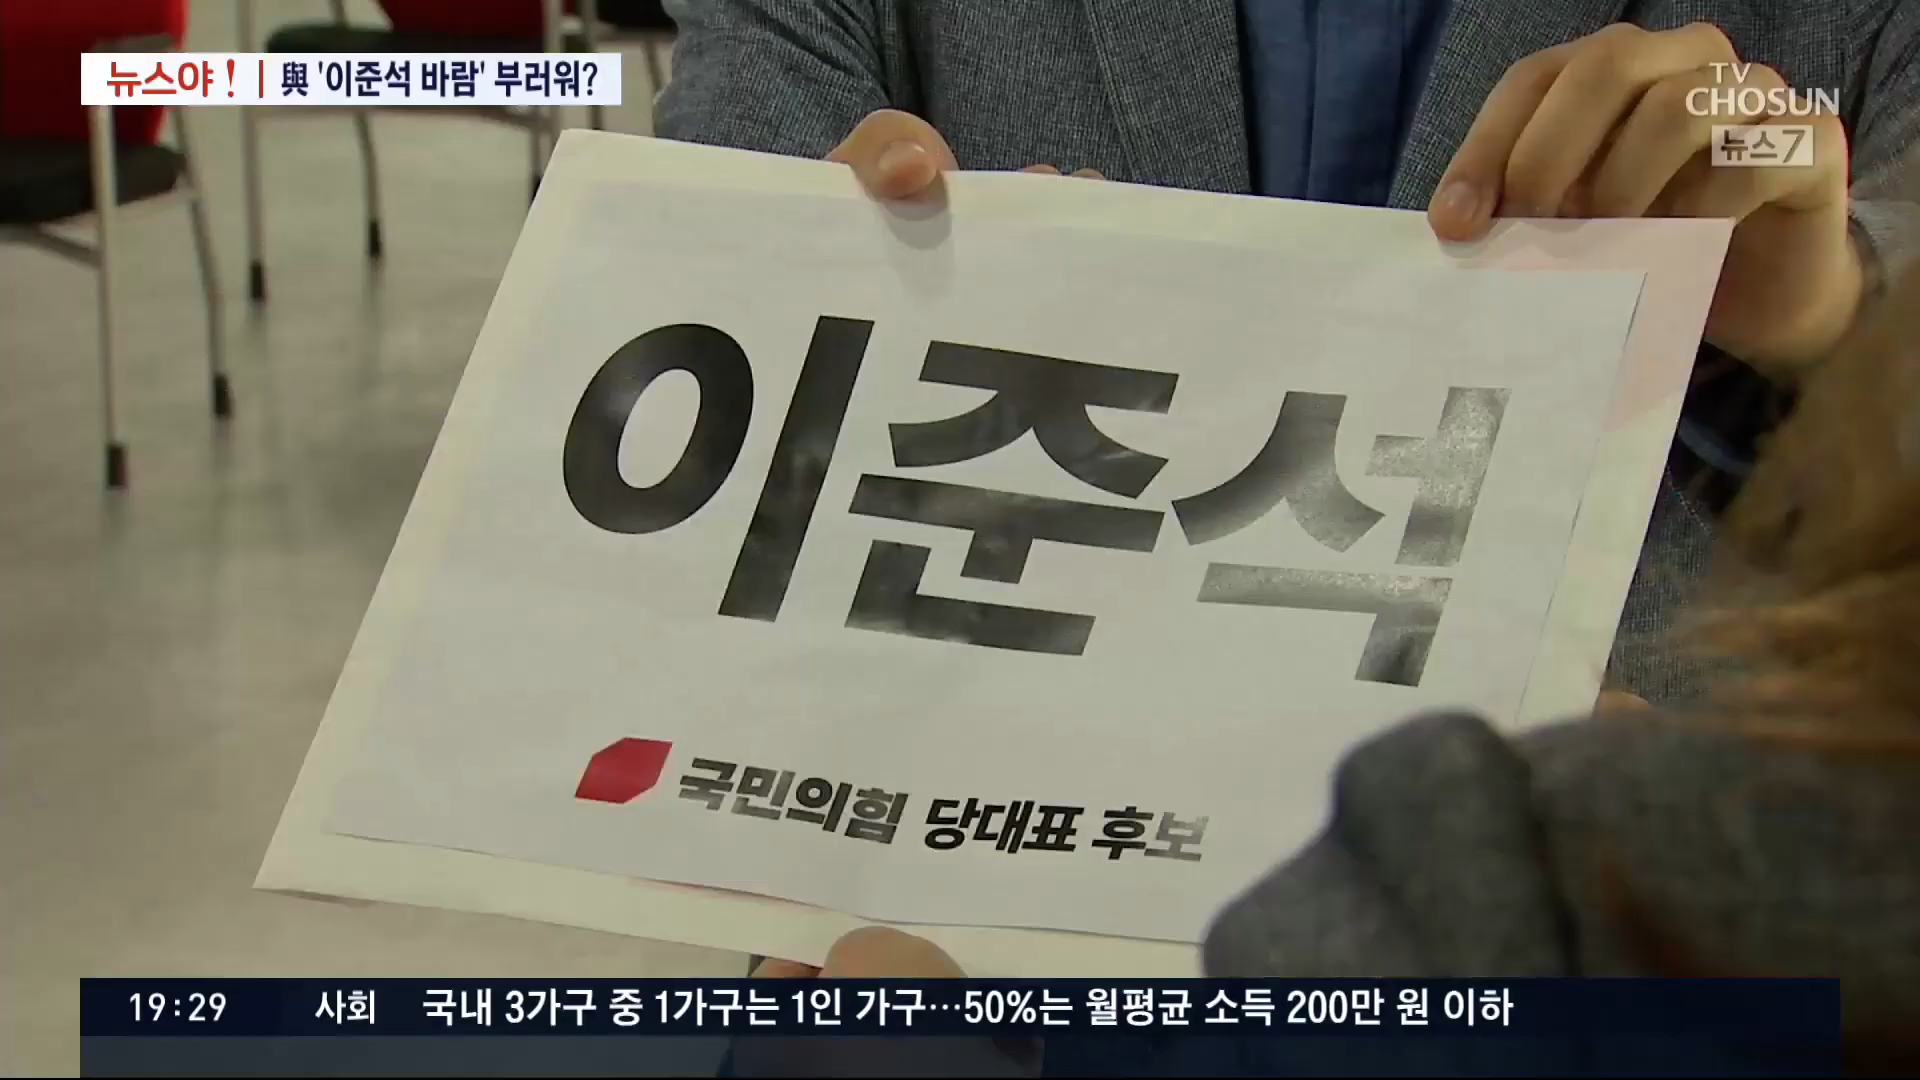 뉴스야! | 與 '이준석 바람' 부러워?
TV
CHOSUN
뉴스7
이준석
국민의힘 당대표 후보
19:29 사회 국내 3가구 중 1가구는 1인 가구…50%는 월평균 소득 200만 원 이하